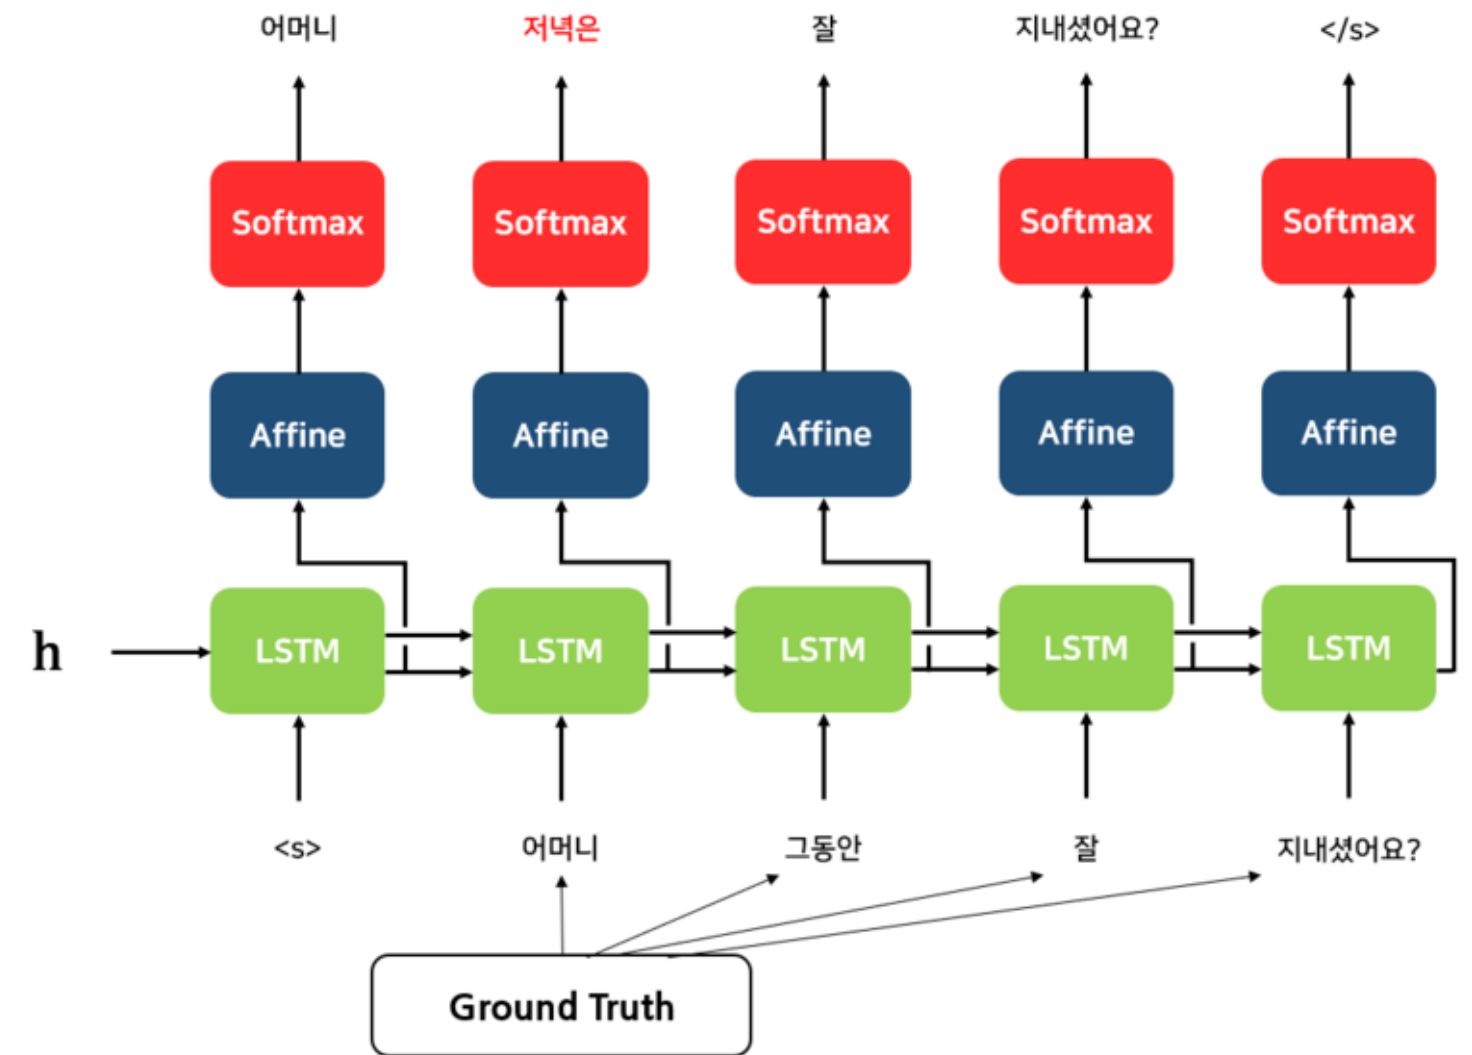 어머니 저녁은 잘 지내셨어요? </s>
Softmax Softmax Softmax Softmax Softmax
Affine Affine Affine Affine Affine
h LSTM LSTM LSTM LSTM LSTM
<s> 어머니 그동안 잘 지내셨어요?
Ground Truth